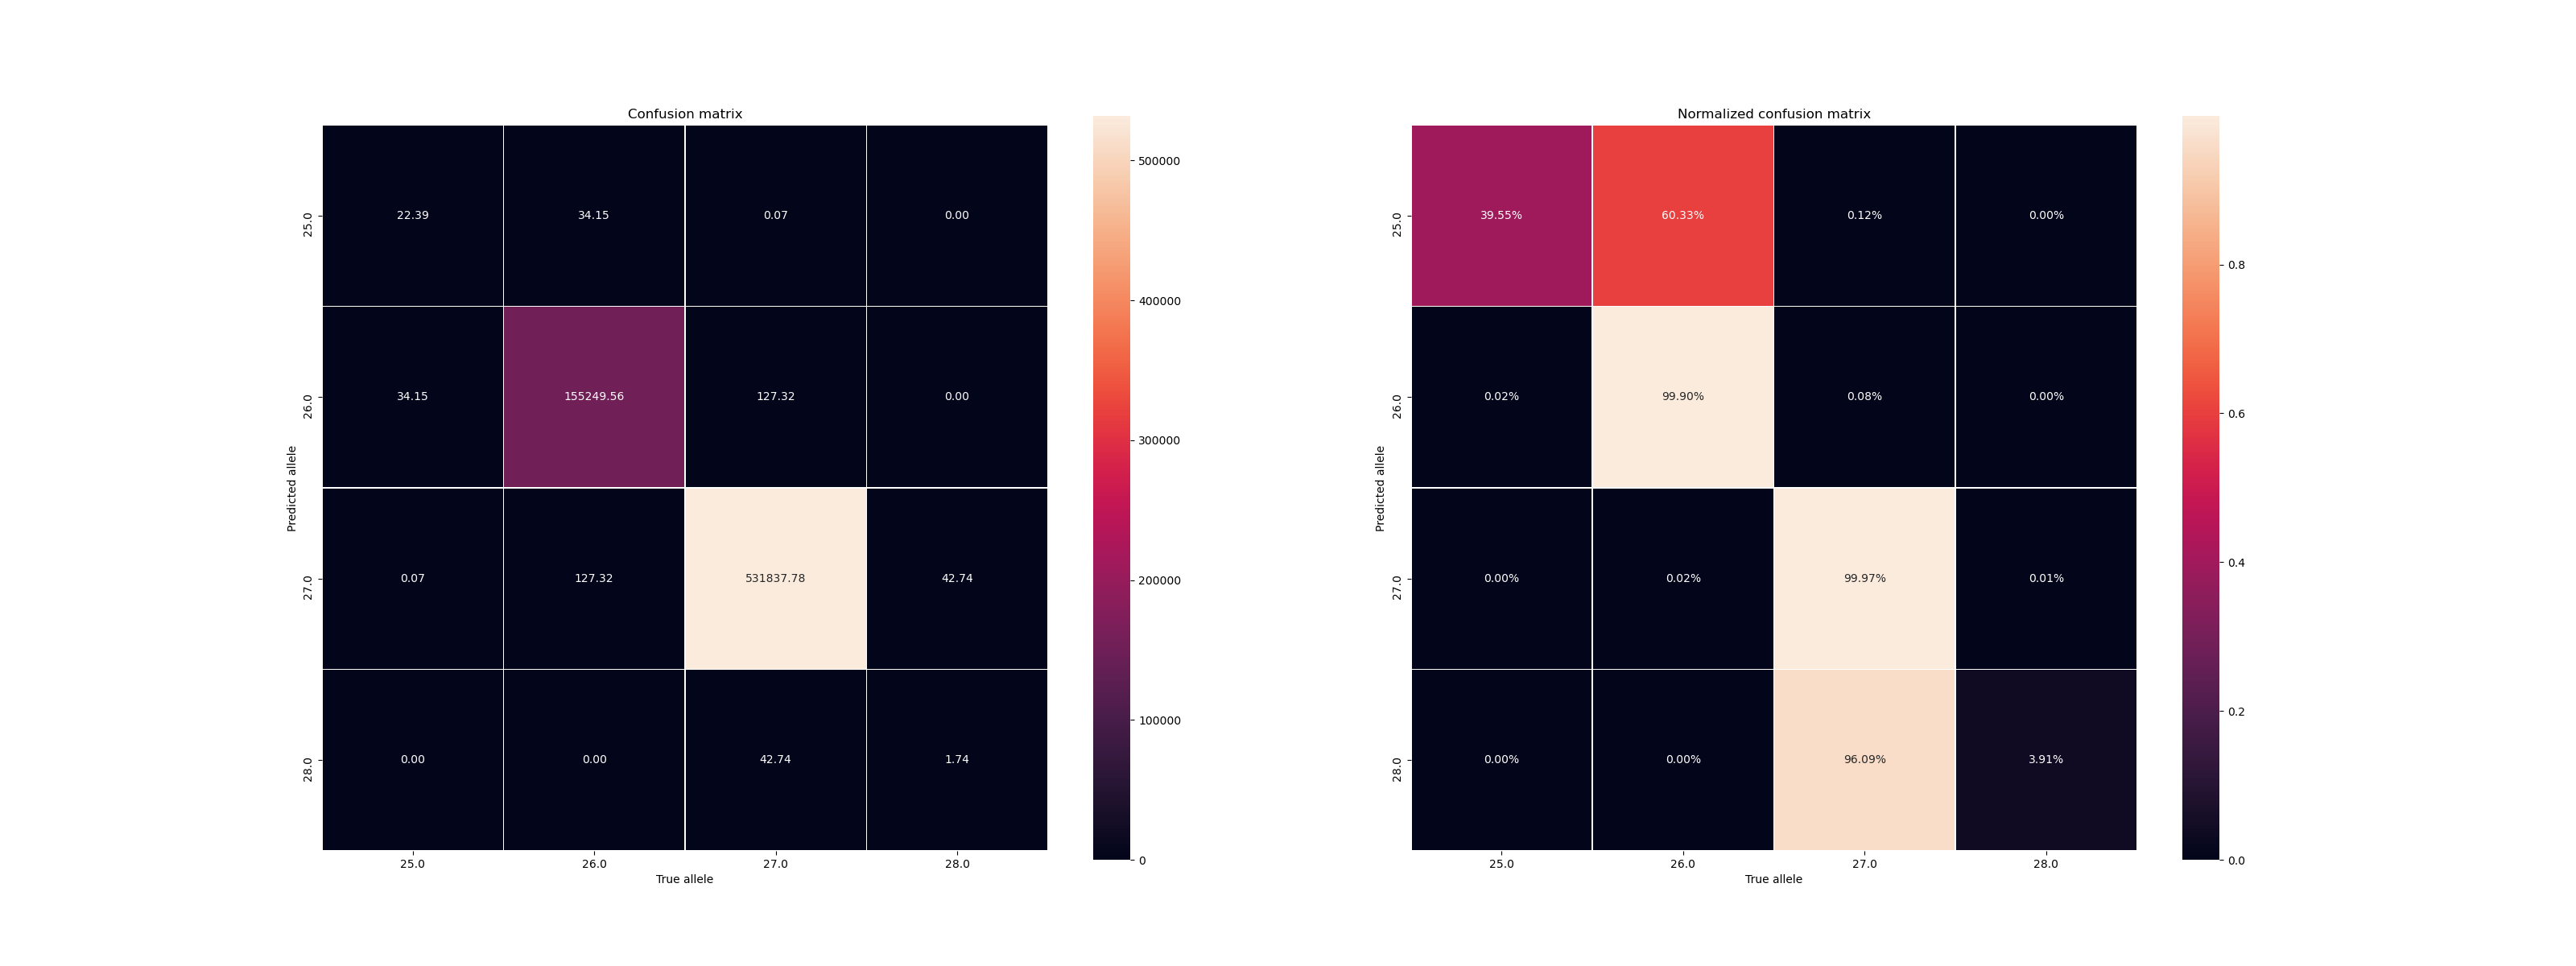 Confusion matrix
25.0 22.39 34.15 0.07 0.00
26.0 34.15 155249.56 127.32 0.00
27.0 0.07 127.32 531837.78 42.74
28.0 0.00 0.00 42.74 1.74
Predicted allele
25.0 26.0 27.0 28.0
True allele
500000
400000
300000
200000
100000
0
Normalized confusion matrix
25.0 39.55% 60.33% 0.12% 0.00%
26.0 0.02% 99.90% 0.08% 0.00%
27.0 0.00% 0.02% 99.97% 0.01%
28.0 0.00% 0.00% 96.09% 3.91%
Predicted allele
25.0 26.0 27.0 28.0
True allele
0.8
0.6
0.4
0.2
0.0